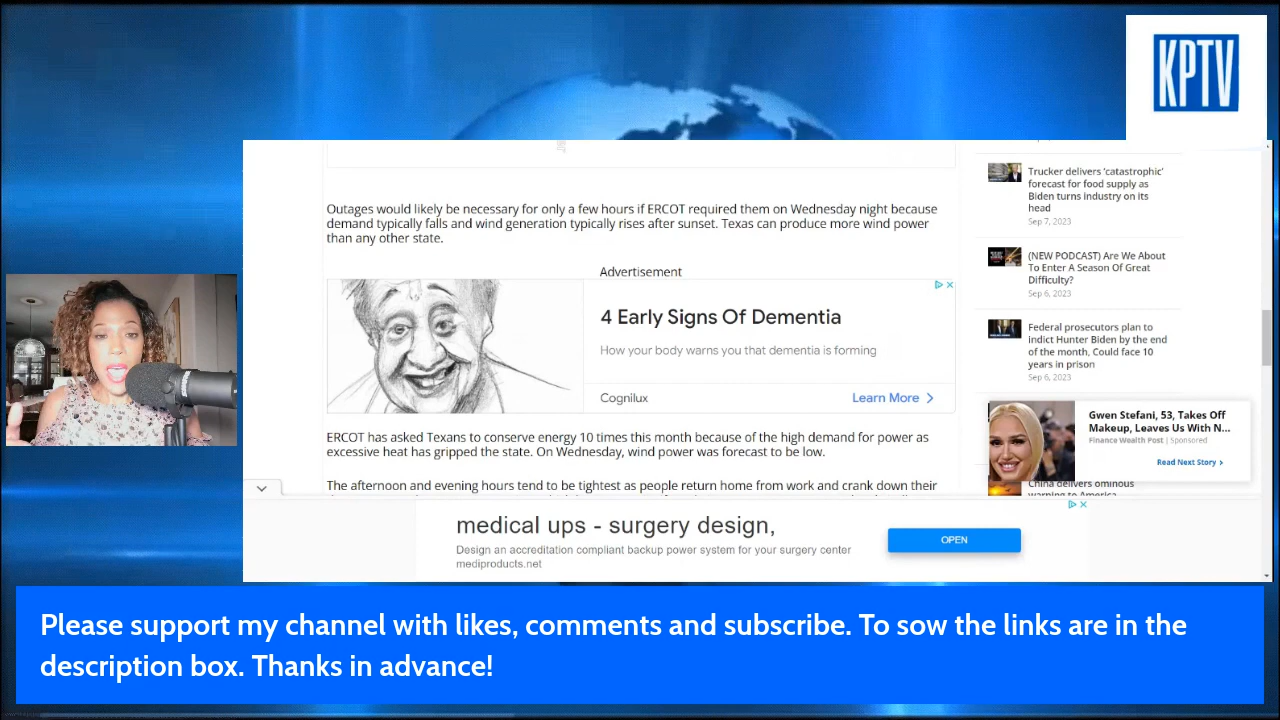 KPTV
Outages would likely be necessary for only a few hours if ERCOT required them on Wednesday night because
demand typically falls and wind generation typically rises after sunset. Texas can produce more wind power
than any other state.
Advertisement
4 Early Signs Of Dementia
How your body warns you that dementia is forming
Cognilux
Learn More
ERCOT has asked Texans to conserve energy 10 times this month because of the high demand for power as
excessive heat has gripped the state. On Wednesday, wind power was forecast to be low.
The afternoon and evening hours tend to be tightest as people return home from work and crank down their
Trucker delivers 'catastrophic'
forecast for food supply as
Biden turns industry on its
head
Sep 7, 2023
(NEW PODCAST) Are We About
To Enter A Season Of Great
Difficulty?
Sep 6, 2023
Federal prosecutors plan to
indict Hunter Biden by the end
of the month, Could face 10
years in prison
Sep 6, 2023
Gwen Stefani, 53, Takes Off
Makeup, Leaves Us With N...
Finance Wealth Post | Sponsored
Read Next Story
China delivers ominous
warning to America
medical ups - surgery design,
Design an accreditation compliant backup power system for your surgery center
mediproducts.net
OPEN
Please support my channel with likes, comments and subscribe. To sow the links are in the
description box. Thanks in advance!